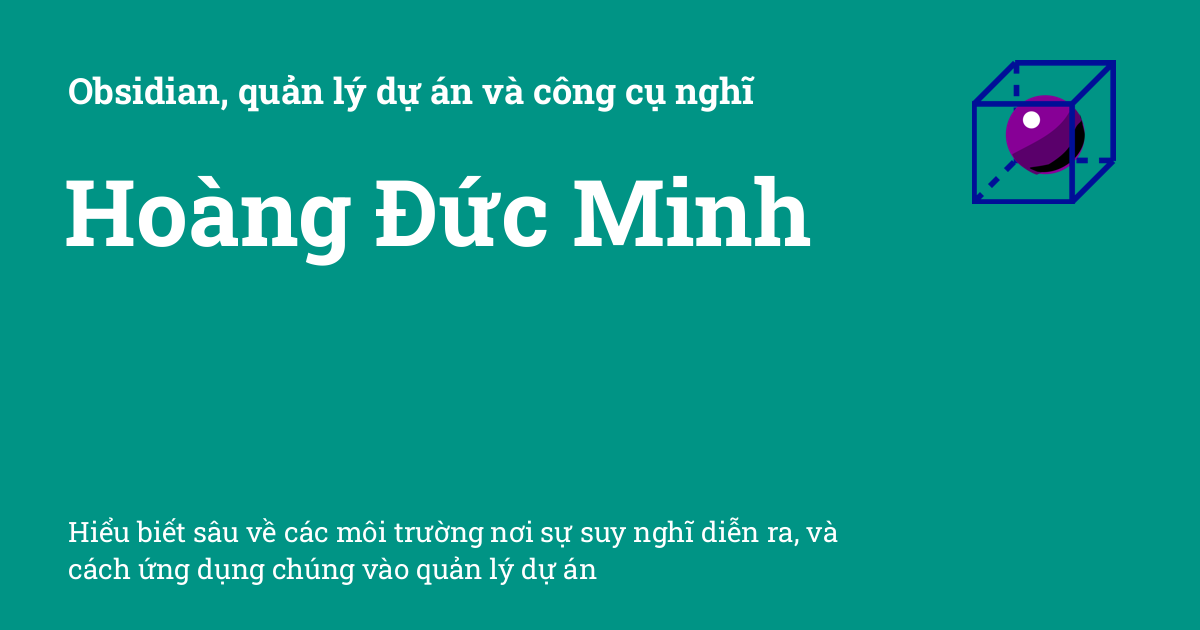 Obsidian, quản lý dự án và công cụ nghĩ
Hoàng Đức Minh
Hiểu biết sâu về các môi trường nơi sự suy nghĩ diễn ra, và
cách ứng dụng chúng vào quản lý dự án